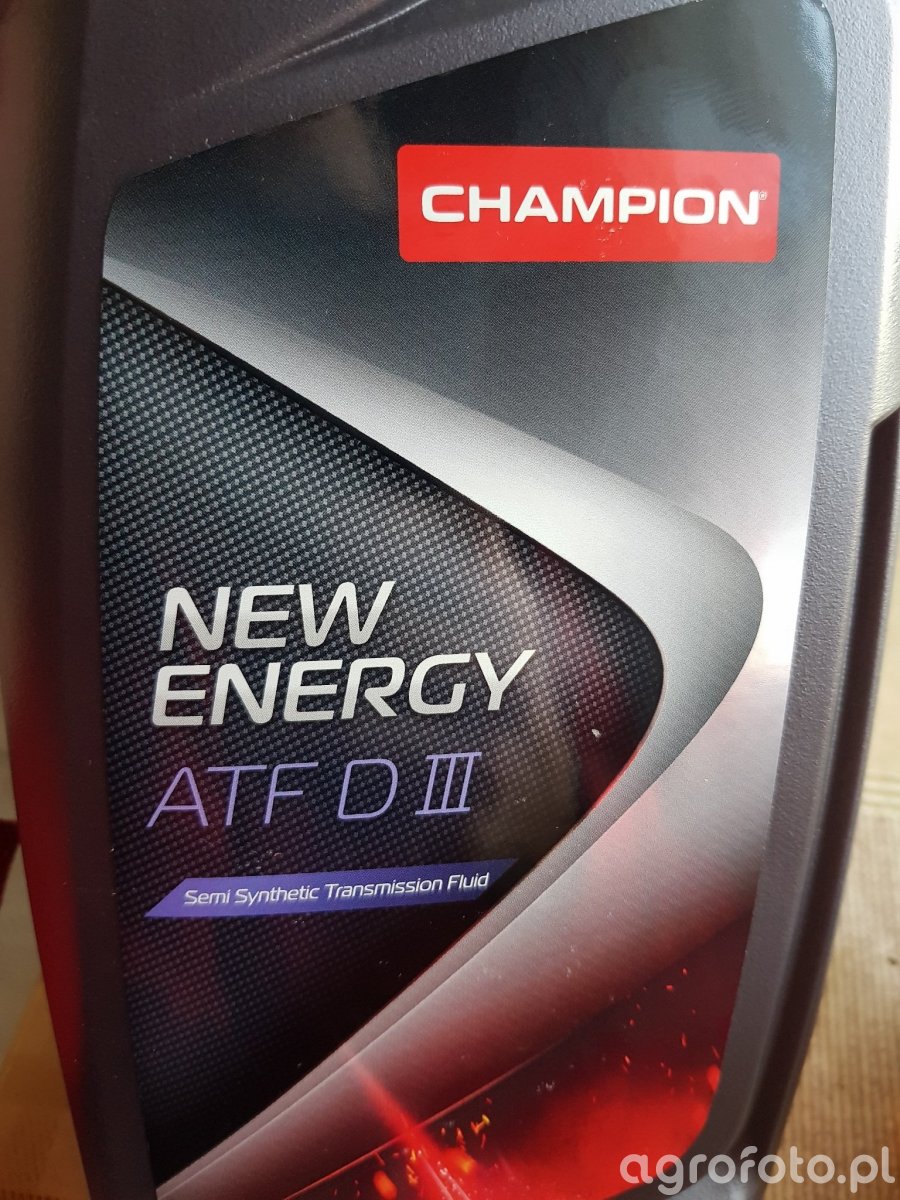 CHAMPION®
NEW
ENERGY
ATF D III
Semi Synthetic Transmission Fluid
agrofoto.pl